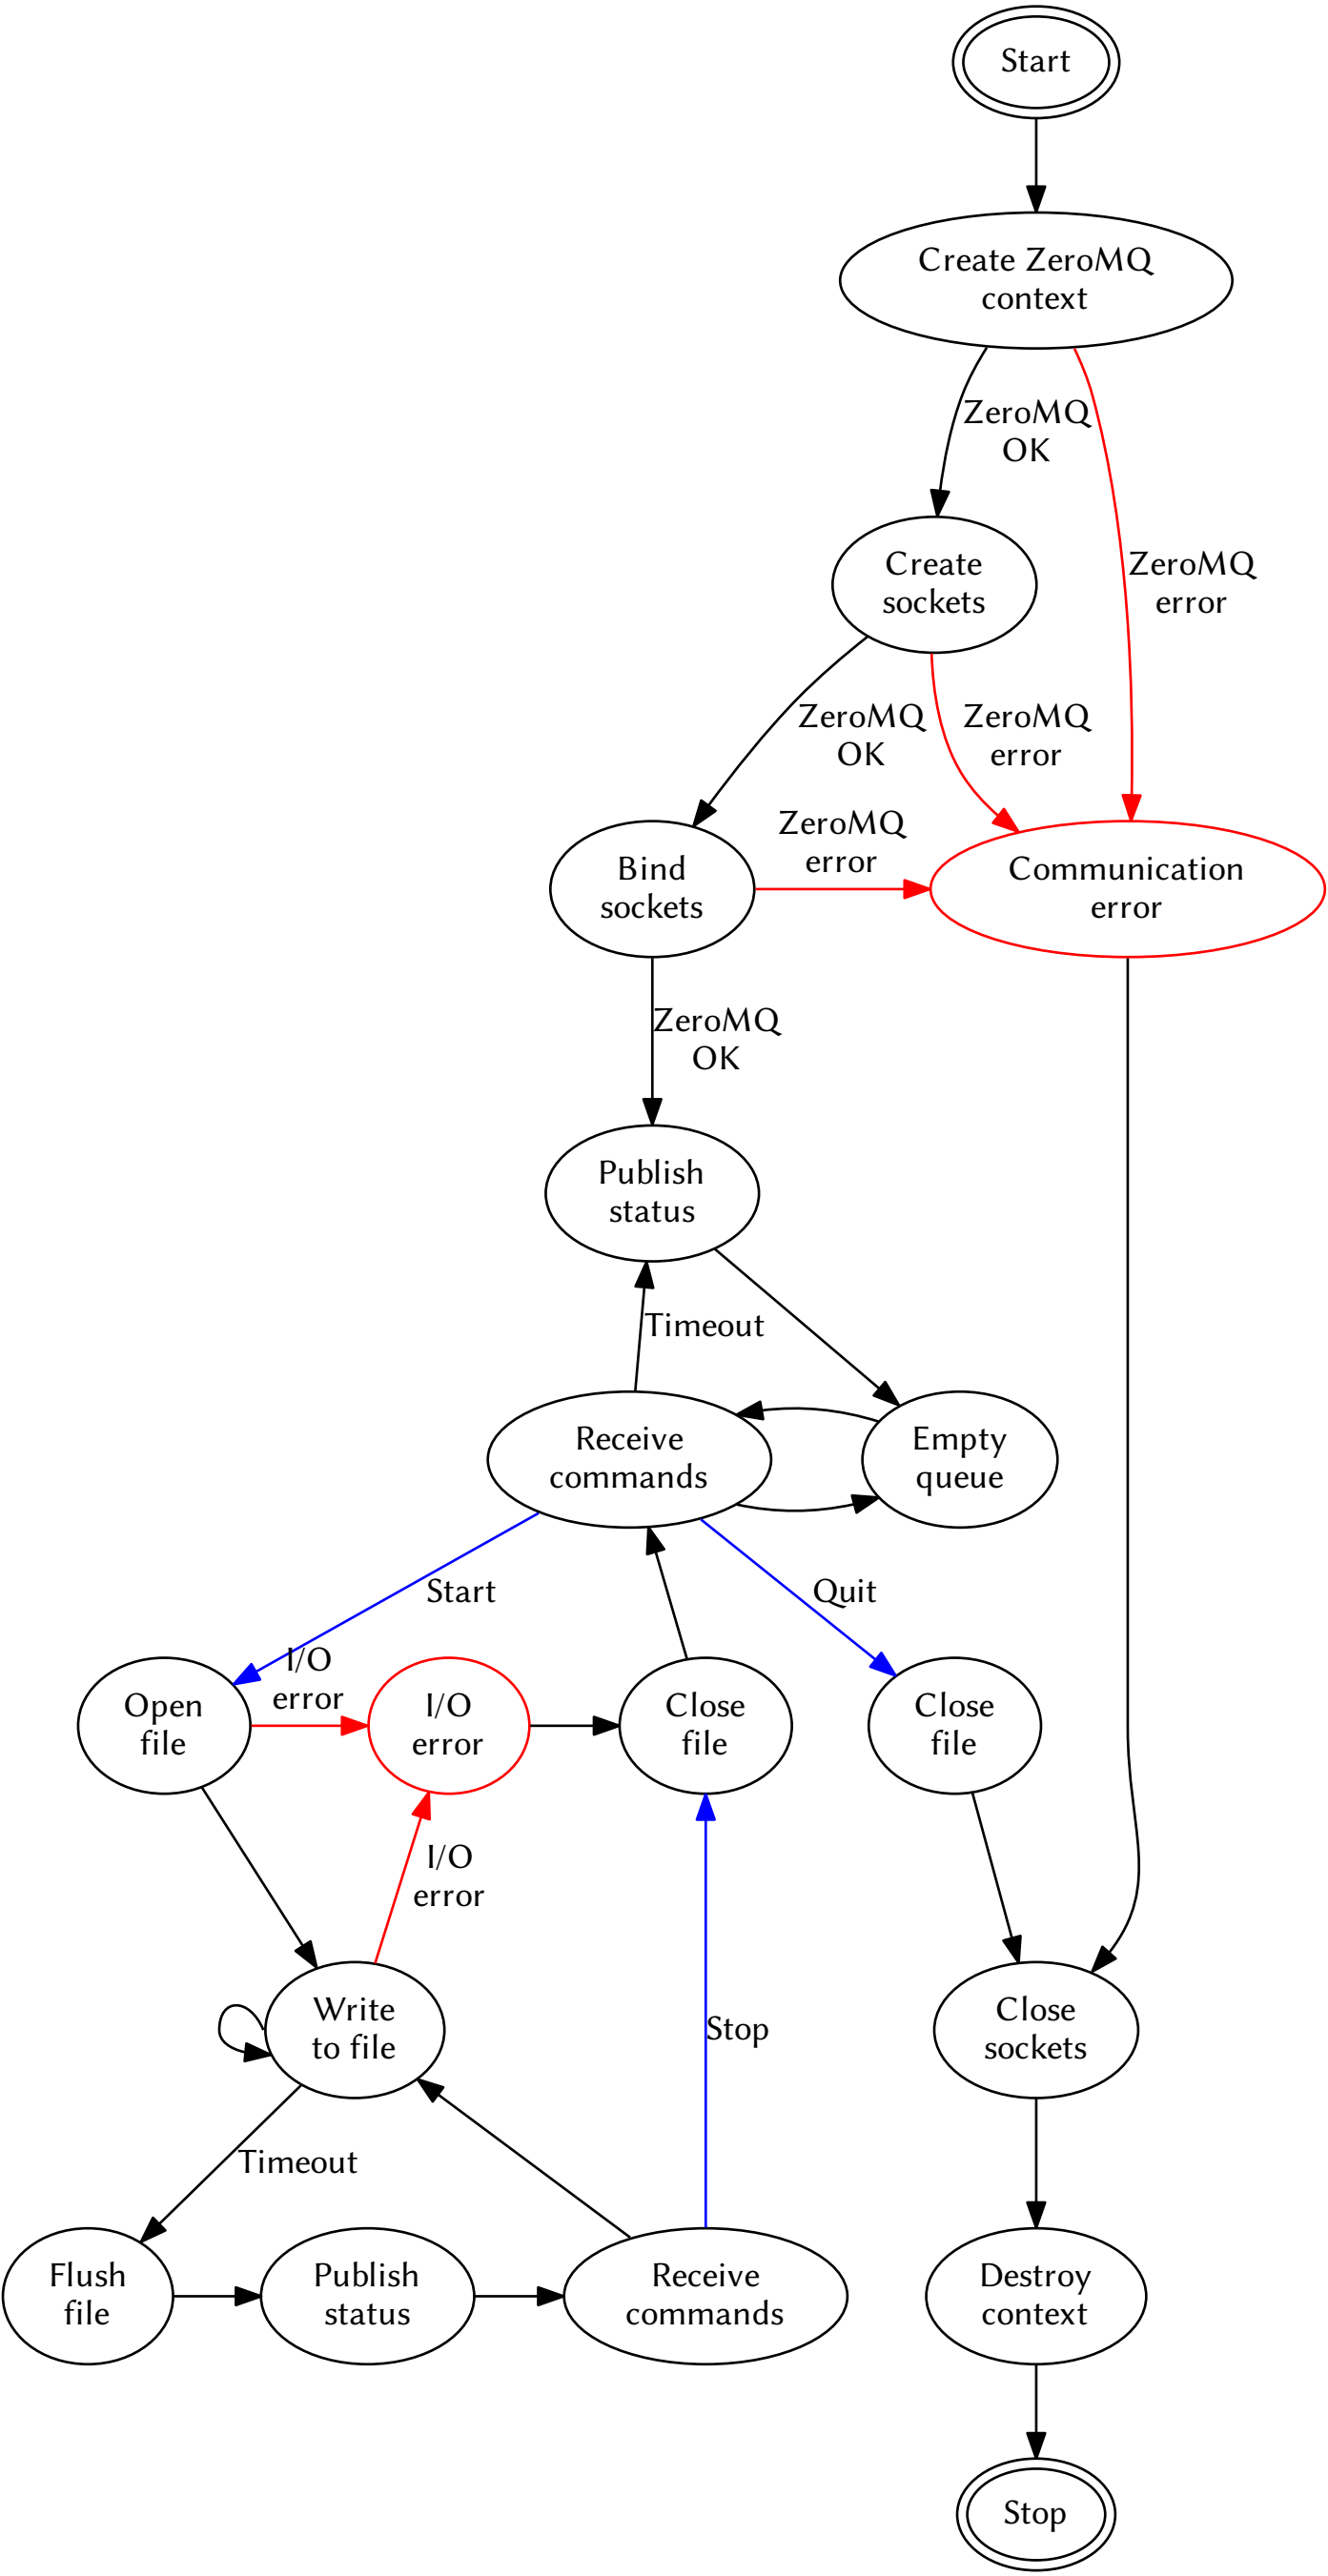 Start
Create ZeroMQ
context
ZeroMQ
OK
ZeroMQ
error
Create
sockets
ZeroMQ
OK
ZeroMQ
error
ZeroMQ
error
Bind
sockets
Communication
error
ZeroMQ
OK
Publish
status
Timeout
Receive
commands
Empty
queue
Start
Quit
I/O
error
Open
file
I/O
error
Close
file
Close
file
I/O
error
Write
to file
Stop
Close
sockets
Timeout
Flush
file
Publish
status
Receive
commands
Destroy
context
Stop